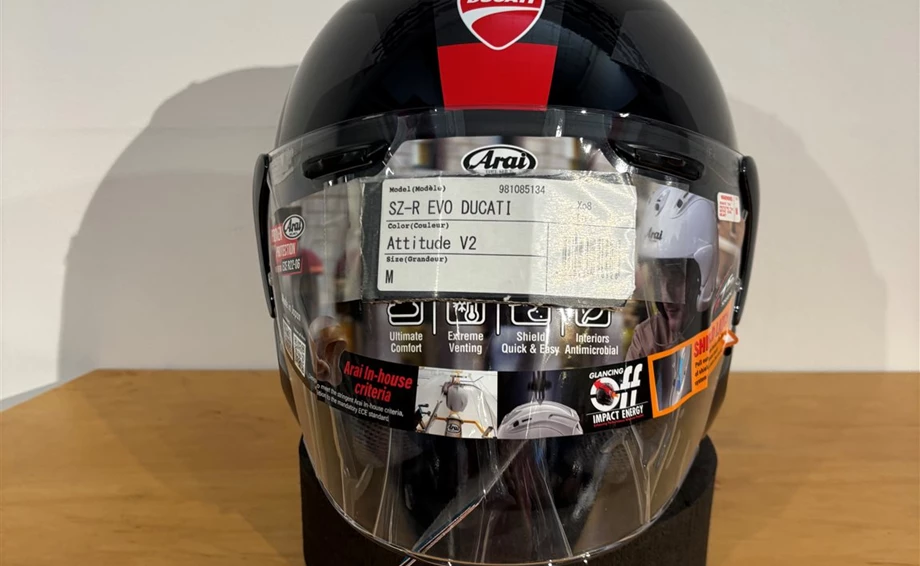 DUCATI
Arai
Model(Modèle) 981085134
SZ-R EVO DUCATI
Color(Couleur)
Attitude V2
Size(Grandeur)
M
Arai
Arai
Ultimate
Comfort
Extreme
Venting
Shield
Quick & Easy
Interiors
Antimicrobial
Arai In-house
criteria
GLANCING
Off
IMPACT ENERGY